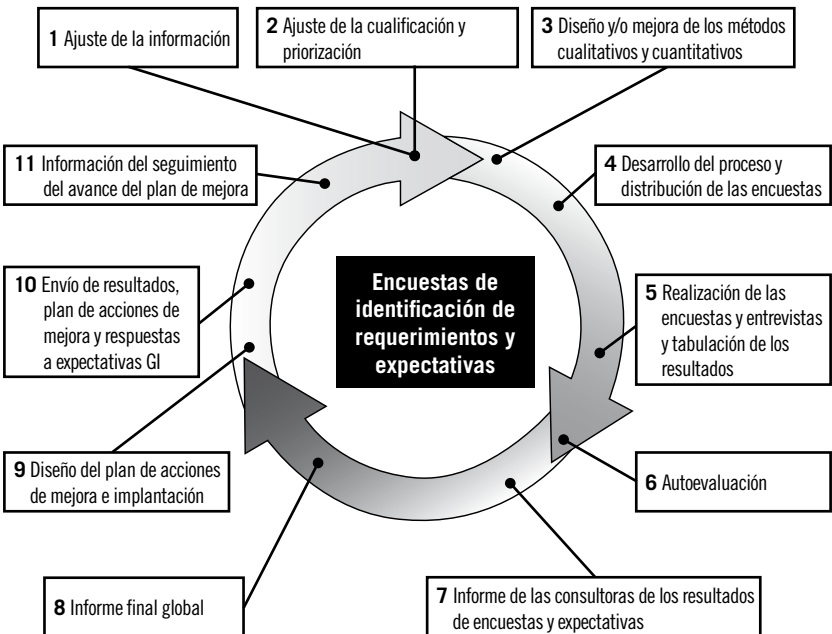 1 Ajuste de la información
2 Ajuste de la cualificación y
priorización
3 Diseño y/o mejora de los métodos
cualitativos y cuantitativos
4 Desarrollo del proceso y
distribución de las encuestas
5 Realización de las
encuestas y entrevistas
y tabulación de los
resultados
6 Autoevaluación
7 Informe de las consultoras de los resultados
de encuestas y expectativas
8 Informe final global
9 Diseño del plan de acciones
de mejora e implantación
10 Envío de resultados,
plan de acciones de
mejora y respuestas
a expectativas GI
11 Información del seguimiento
del avance del plan de mejora
Encuestas de
identificación de
requerimientos y
expectativas